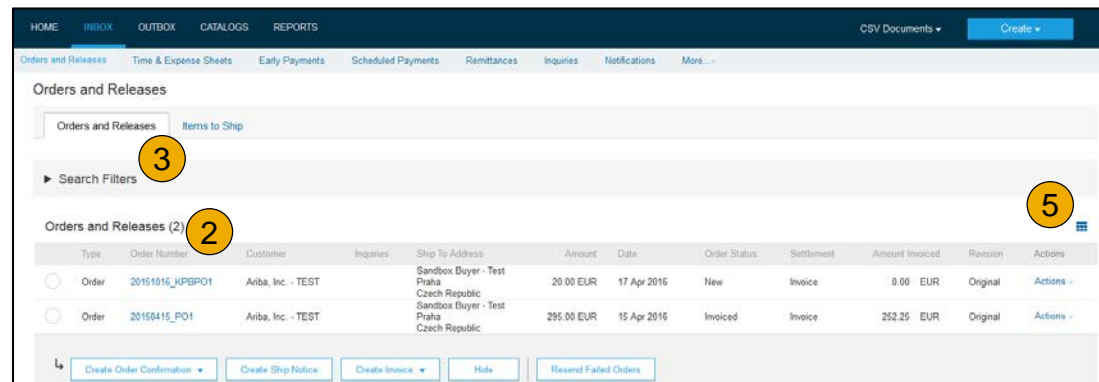 HOME INBOX OUTBOX CATALOGS REPORTS CSV Documents Create
Orders and Releases Time & Expense Sheets Early Payments Scheduled Payments Remittances Inquiries Notifications More...
Orders and Releases
Orders and Releases Items to Ship
3
Search Filters
5
Orders and Releases (2)
2
Type Order Number Customer Inquiries Ship To Address Amount Date Order Status Settlement Amount Invoiced Revision Actions
Order 20151016_KPBPO1 Ariba, Inc. - TEST Sandbox Buyer - Test 20.00 EUR 17 Apr 2016 New Invoice 0.00 EUR Original Actions
Praha
Czech Republic
Order 20150415_PO1 Ariba, Inc. - TEST Sandbox Buyer - Test 295.00 EUR 15 Apr 2016 Invoiced Invoice 252.25 EUR Original Actions
Praha
Czech Republic
Create Order Confirmation Create Ship Notice Create Invoice Hide Resend Failed Orders